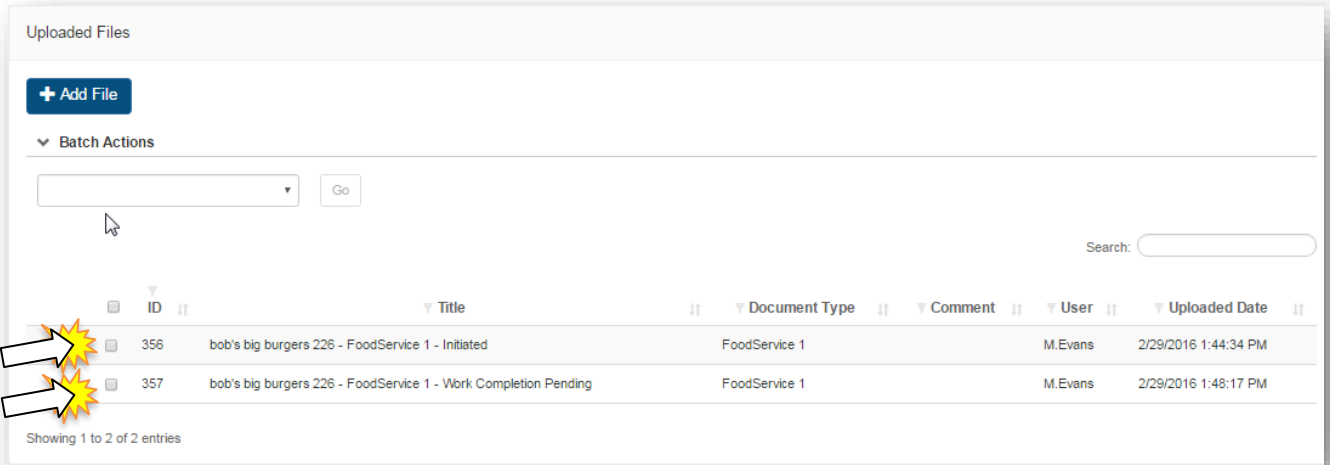 Uploaded Files
Add File
Batch Actions
Go
Search:
ID Title Document Type Comment User Uploaded Date
356 bob's big burgers 226 - FoodService 1 - Initiated FoodService 1 M.Evans 2/29/2016 1:44:34 PM
357 bob's big burgers 226 - FoodService 1 - Work Completion Pending FoodService 1 M.Evans 2/29/2016 1:48:17 PM
Showing 1 to 2 of 2 entries